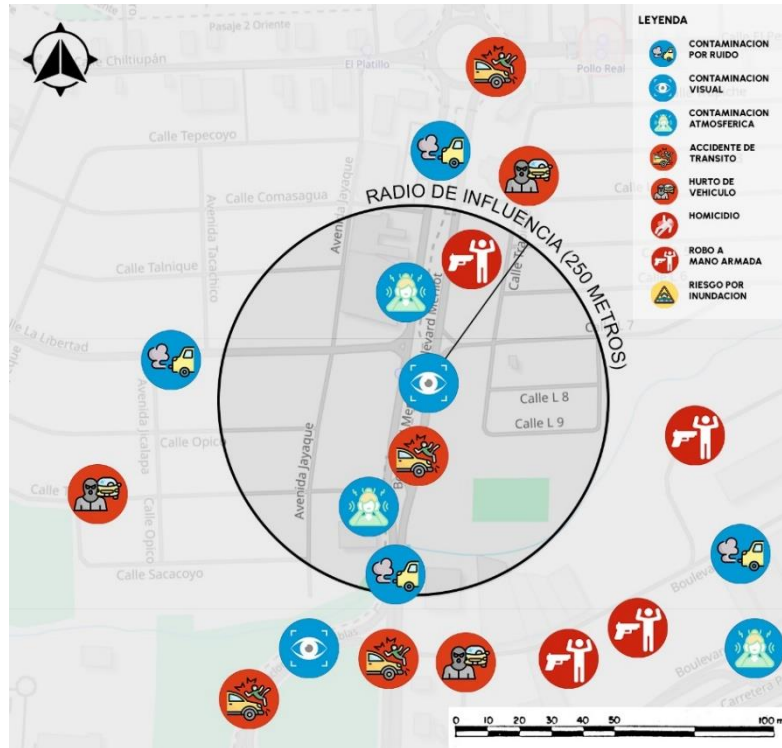 LEYENDA
CONTAMINACION
POR RUIDO
CONTAMINACION
VISUAL
CONTAMINACION
ATMOSFERICA
ACCIDENTE DE
TRANSITO
HURTO DE
VEHICULO
HOMICIDIO
ROBO A
MANO ARMADA
RIESGO POR
INUNDACION
Pasaje 2 Oriente
Calle Chiltiupán
El Platillo
Pollo Real
Calle Tepecoyo
Calle Comasagua
Avenida Jayaque
Avenida Tacachico
Calle Talnique
RADIO DE INFLUENCIA (250 METROS)
Calle La Libertad
Calle L 8
Calle L 9
Avenida Jicalapa
Calle Opico
Avenida Jayaque
Calle Opico
Calle Sacacoyo
Boulevard
Carretera
0 10 20 30 40 50 100 m